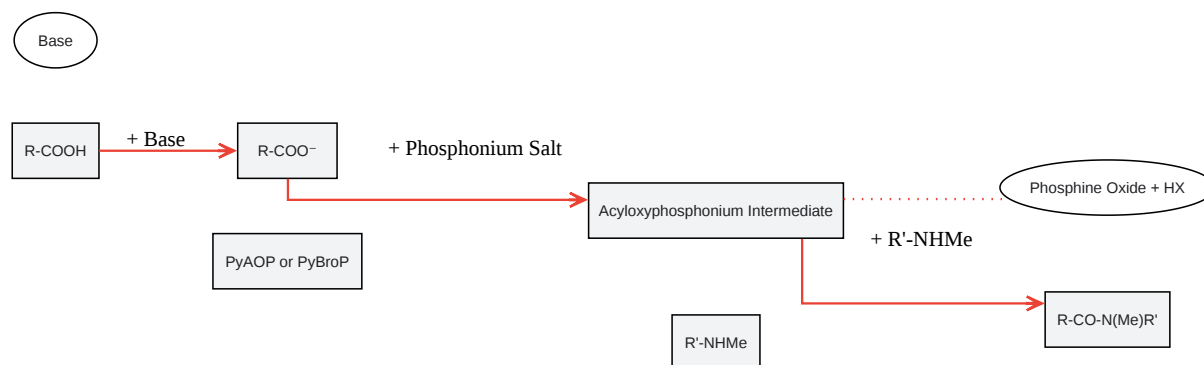 Base
R-COOH
+ Base
R-COO⁻
+ Phosphonium Salt
PyAOP or PyBroP
Acyloxyphosphonium Intermediate
Phosphine Oxide + HX
+ R'-NHMe
R'-NHMe
R-CO-N(Me)R'